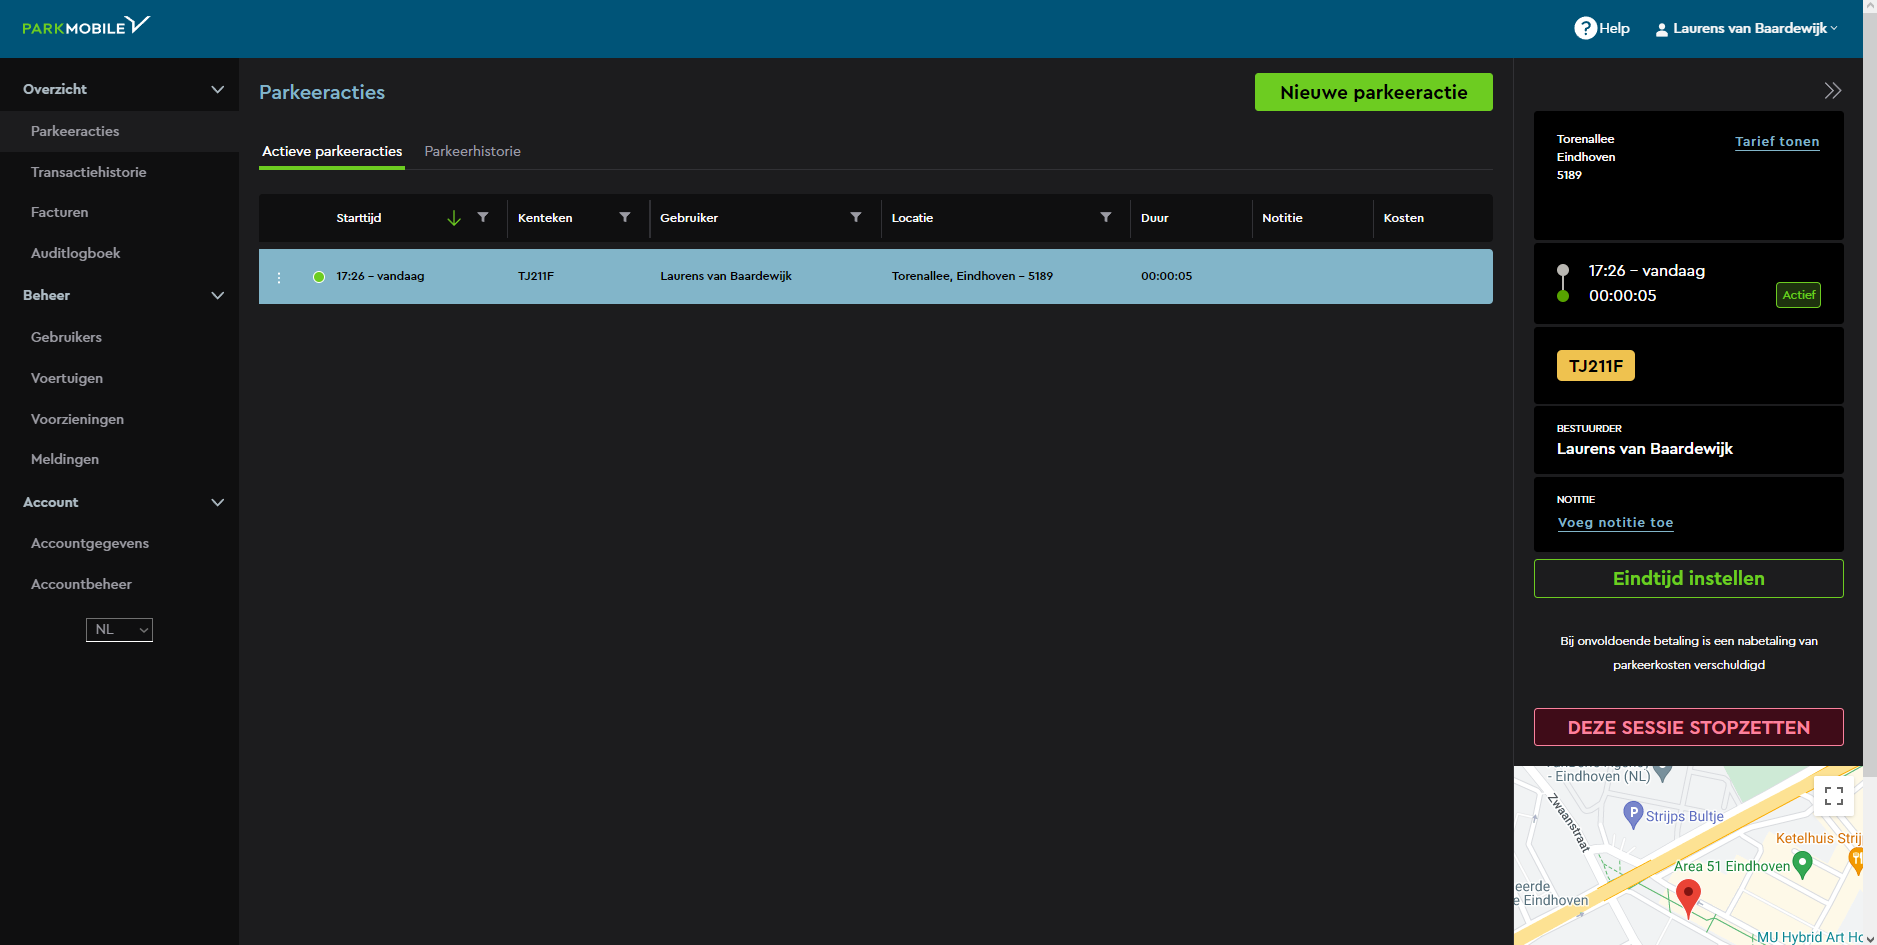 PARKMOBILE
Help
Laurens van Baardewijk
Overzicht
Parkeeracties
Transactiehistorie
Facturen
Auditlogboek
Beheer
Gebruikers
Voertuigen
Voorzieningen
Meldingen
Account
Accountgegevens
Accountbeheer
NL
Parkeeracties
Nieuwe parkeeractie
Actieve parkeeracties
Parkeerhistorie
Starttijd
Kenteken
Gebruiker
Locatie
Duur
Notitie
Kosten
17:26 – vandaag
TJ211F
Laurens van Baardewijk
Torenallee, Eindhoven – 5189
00:00:05
Torenallee
Eindhoven
5189
Tarief tonen
17:26 – vandaag
00:00:05
Actief
TJ211F
BESTUURDER
Laurens van Baardewijk
NOTITIE
Voeg notitie toe
Eindtijd instellen
Bij onvoldoende betaling is een nabetaling van
parkeerkosten verschuldigd
DEZE SESSIE STOPZETTEN
- Eindhoven (NL)
Zwaanstraat
P
Strijps Bultje
Ketelhuis Strij
Area 51 Eindhoven
eerde
e Eindhoven
MU Hybrid Art Ho